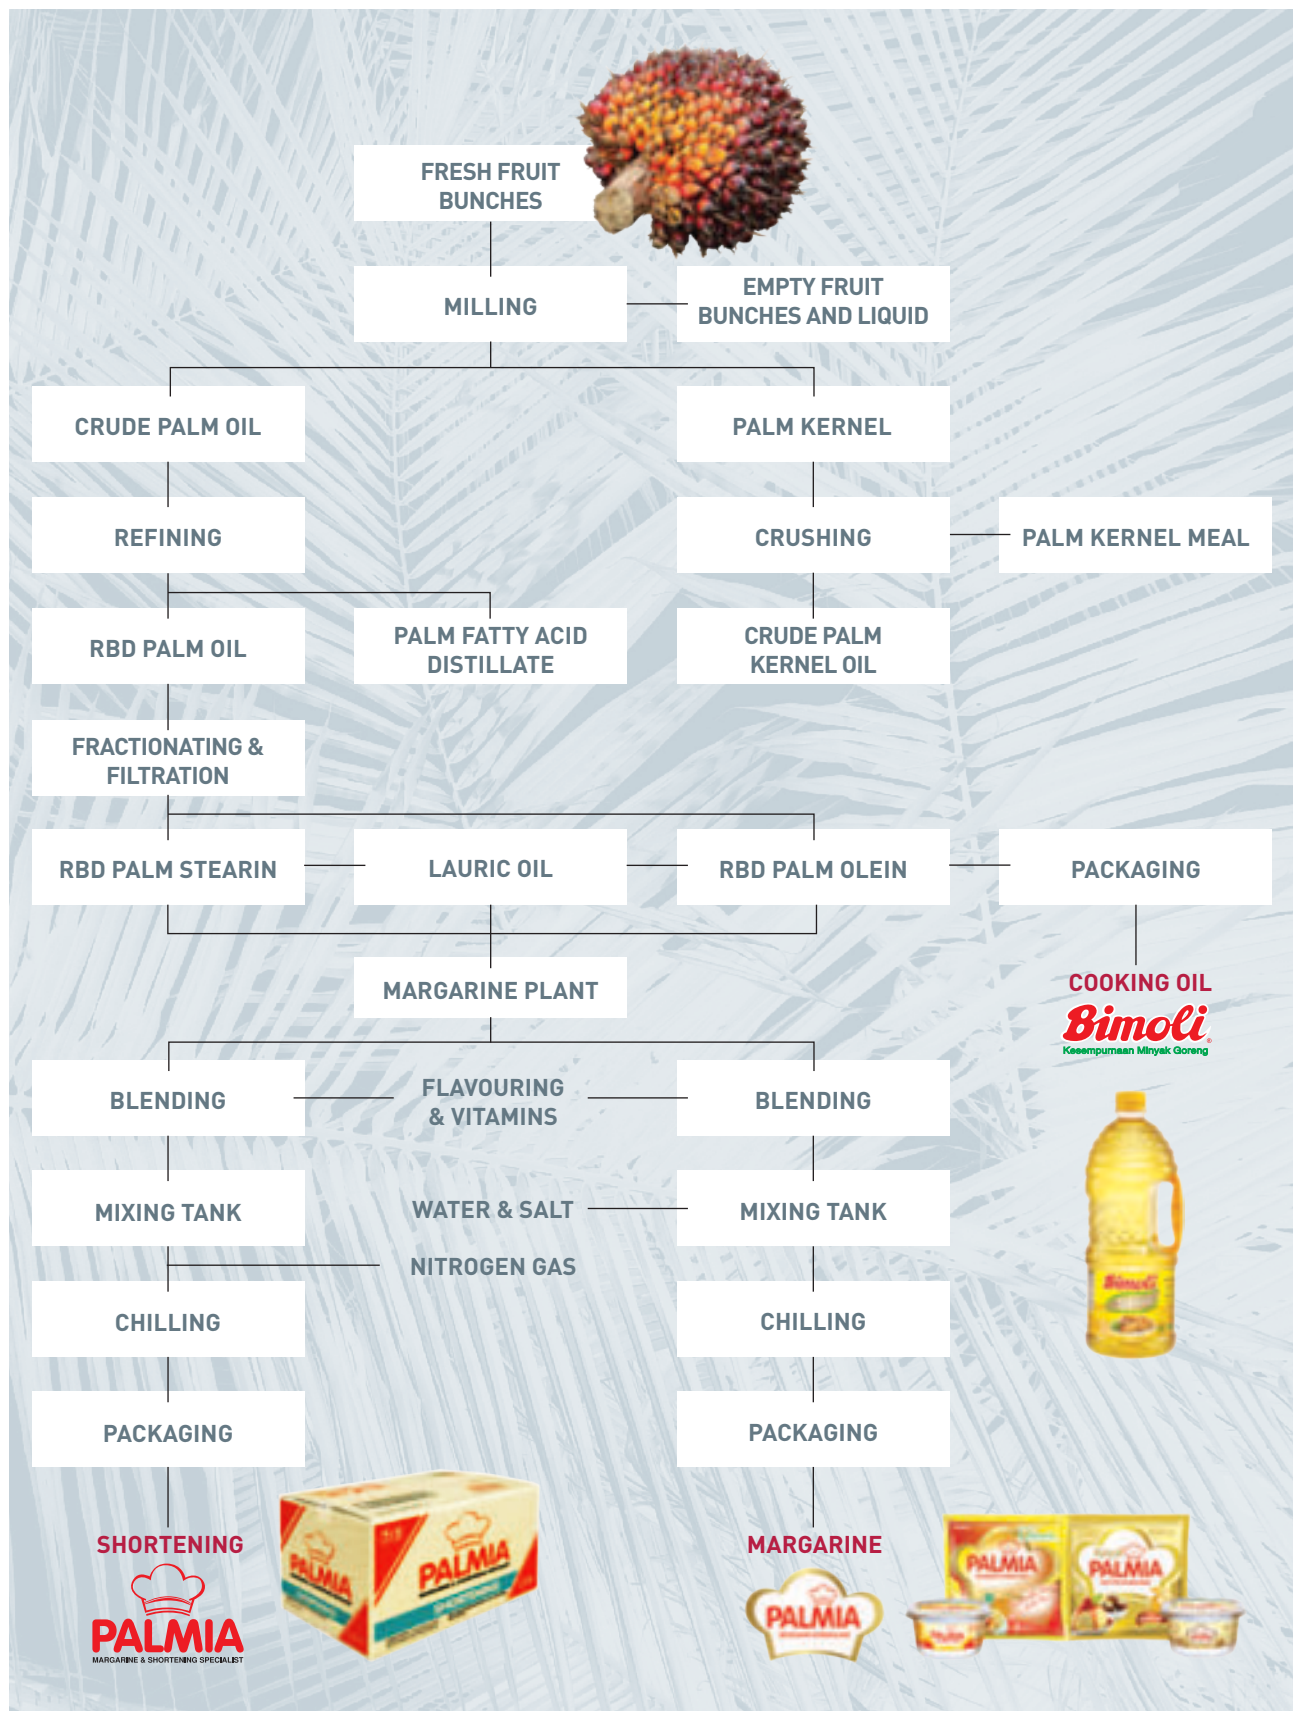 FRESH FRUIT
BUNCHES
MILLING
EMPTY FRUIT
BUNCHES AND LIQUID
CRUDE PALM OIL
PALM KERNEL
REFINING
CRUSHING
PALM KERNEL MEAL
RBD PALM OIL
PALM FATTY ACID
DISTILLATE
CRUDE PALM
KERNEL OIL
FRACTIONATING &
FILTRATION
RBD PALM STEARIN
LAURIC OIL
RBD PALM OLEIN
PACKAGING
MARGARINE PLANT
COOKING OIL
Bimoli®
Kesempurnaan Minyak Goreng
BLENDING
FLAVOURING
& VITAMINS
BLENDING
MIXING TANK
WATER & SALT
MIXING TANK
NITROGEN GAS
CHILLING
CHILLING
Bimoli
PACKAGING
PACKAGING
SHORTENING
PALMIA
MARGARINE & SHORTENING SPECIALIST
PALMIA
PALMIA
SHORTENING
MARGARINE
PALMIA
PALMIA
PALMIA